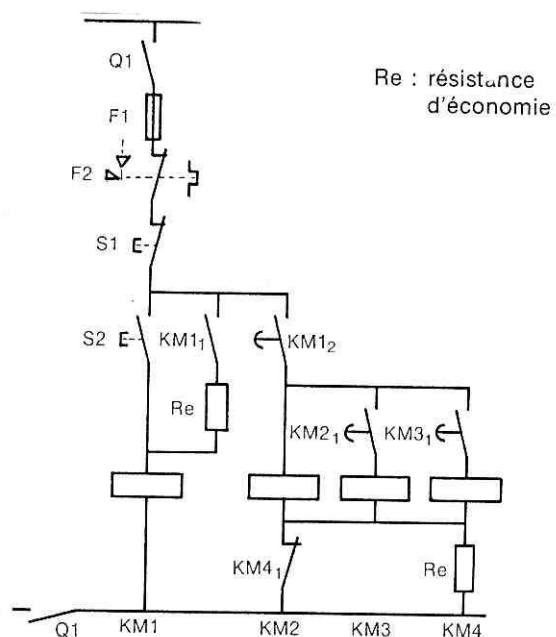 Q1
Re : résistance
d'économie
F1
F2
S1
S2
KM1₁
KM1₂
Re
KM2₁
KM3₁
KM4₁
Re
Q1
KM1
KM2
KM3
KM4